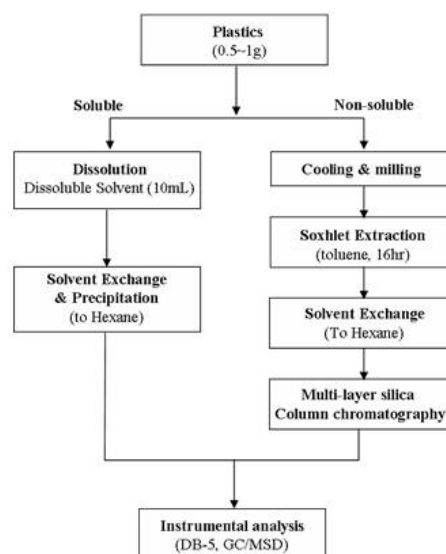 Plastics
(0.5~1g)
Soluble
Non-soluble
Dissolution
Dissoluble Solvent (10mL)
Cooling & milling
Soxhlet Extraction
(toluene, 16hr)
Solvent Exchange
& Precipitation
(to Hexane)
Solvent Exchange
(To Hexane)
Multi-layer silica
Column chromatography
Instrumental analysis
(DB-5, GC/MSD)